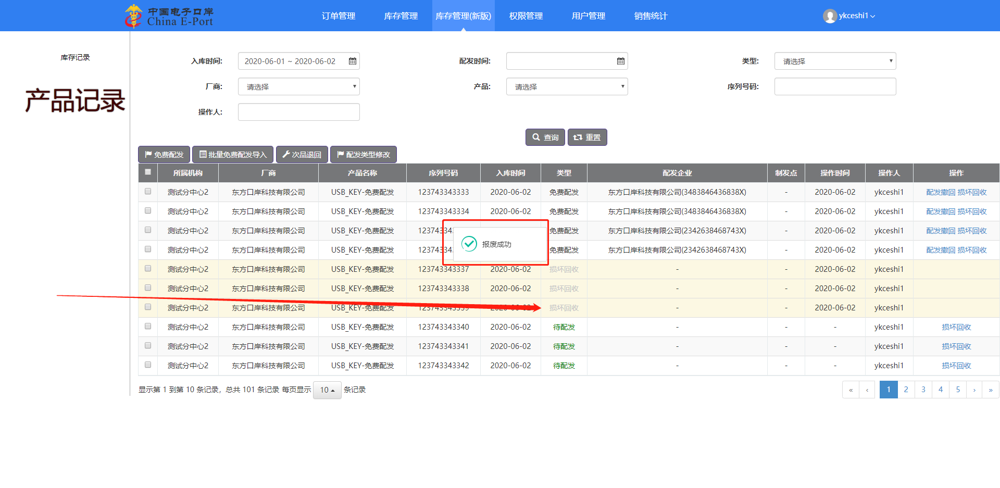 中国电子口岸
China E-Port
订单管理 库存管理 库存管理(新版) 权限管理 用户管理 销售统计 ykceshi1
库存记录
产品记录
入库时间: 2020-06-01 ~ 2020-06-02 配发时间: 类型: 请选择
厂商: 请选择 产品: 请选择 序列号码:
操作人:
查询 重置
免费配发 批量免费配发导入 次品退回 配发类型修改
所属机构 厂商 产品名称 序列号码 入库时间 类型 配发企业 制发点 操作时间 操作人 操作
测试分中心2 东方口岸科技有限公司 USB_KEY-免费配发 123743343333 2020-06-02 免费配发 东方口岸科技有限公司(3483846436838X) - 2020-06-02 ykceshi1 配发撤回 损坏回收
测试分中心2 东方口岸科技有限公司 USB_KEY-免费配发 123743343334 2020-06-02 免费配发 东方口岸科技有限公司(3483846436838X) - 2020-06-02 ykceshi1 配发撤回 损坏回收
测试分中心2 东方口岸科技有限公司 USB_KEY-免费配发 12374334 免费配发 东方口岸科技有限公司(2342638468743X) - 2020-06-02 ykceshi1 配发撤回 损坏回收
报废成功
测试分中心2 东方口岸科技有限公司 USB_KEY-免费配发 12374334 免费配发 东方口岸科技有限公司(2342638468743X) - 2020-06-02 ykceshi1 配发撤回 损坏回收
测试分中心2 东方口岸科技有限公司 USB_KEY-免费配发 123743343337 2020-06-02 损坏回收 - - 2020-06-02 ykceshi1
测试分中心2 东方口岸科技有限公司 USB_KEY-免费配发 123743343338 2020-06-02 损坏回收 - - 2020-06-02 ykceshi1
测试分中心2 东方口岸科技有限公司 USB_KEY-免费配发 123743343339 2020-06-02 损坏回收 - - 2020-06-02 ykceshi1
测试分中心2 东方口岸科技有限公司 USB_KEY-免费配发 123743343340 2020-06-02 待配发 - - - ykceshi1 损坏回收
测试分中心2 东方口岸科技有限公司 USB_KEY-免费配发 123743343341 2020-06-02 待配发 - - - ykceshi1 损坏回收
测试分中心2 东方口岸科技有限公司 USB_KEY-免费配发 123743343342 2020-06-02 待配发 - - - ykceshi1 损坏回收
显示第 1 到第 10 条记录，总共 101 条记录 每页显示 10 条记录 « ‹ 1 2 3 4 5 › »